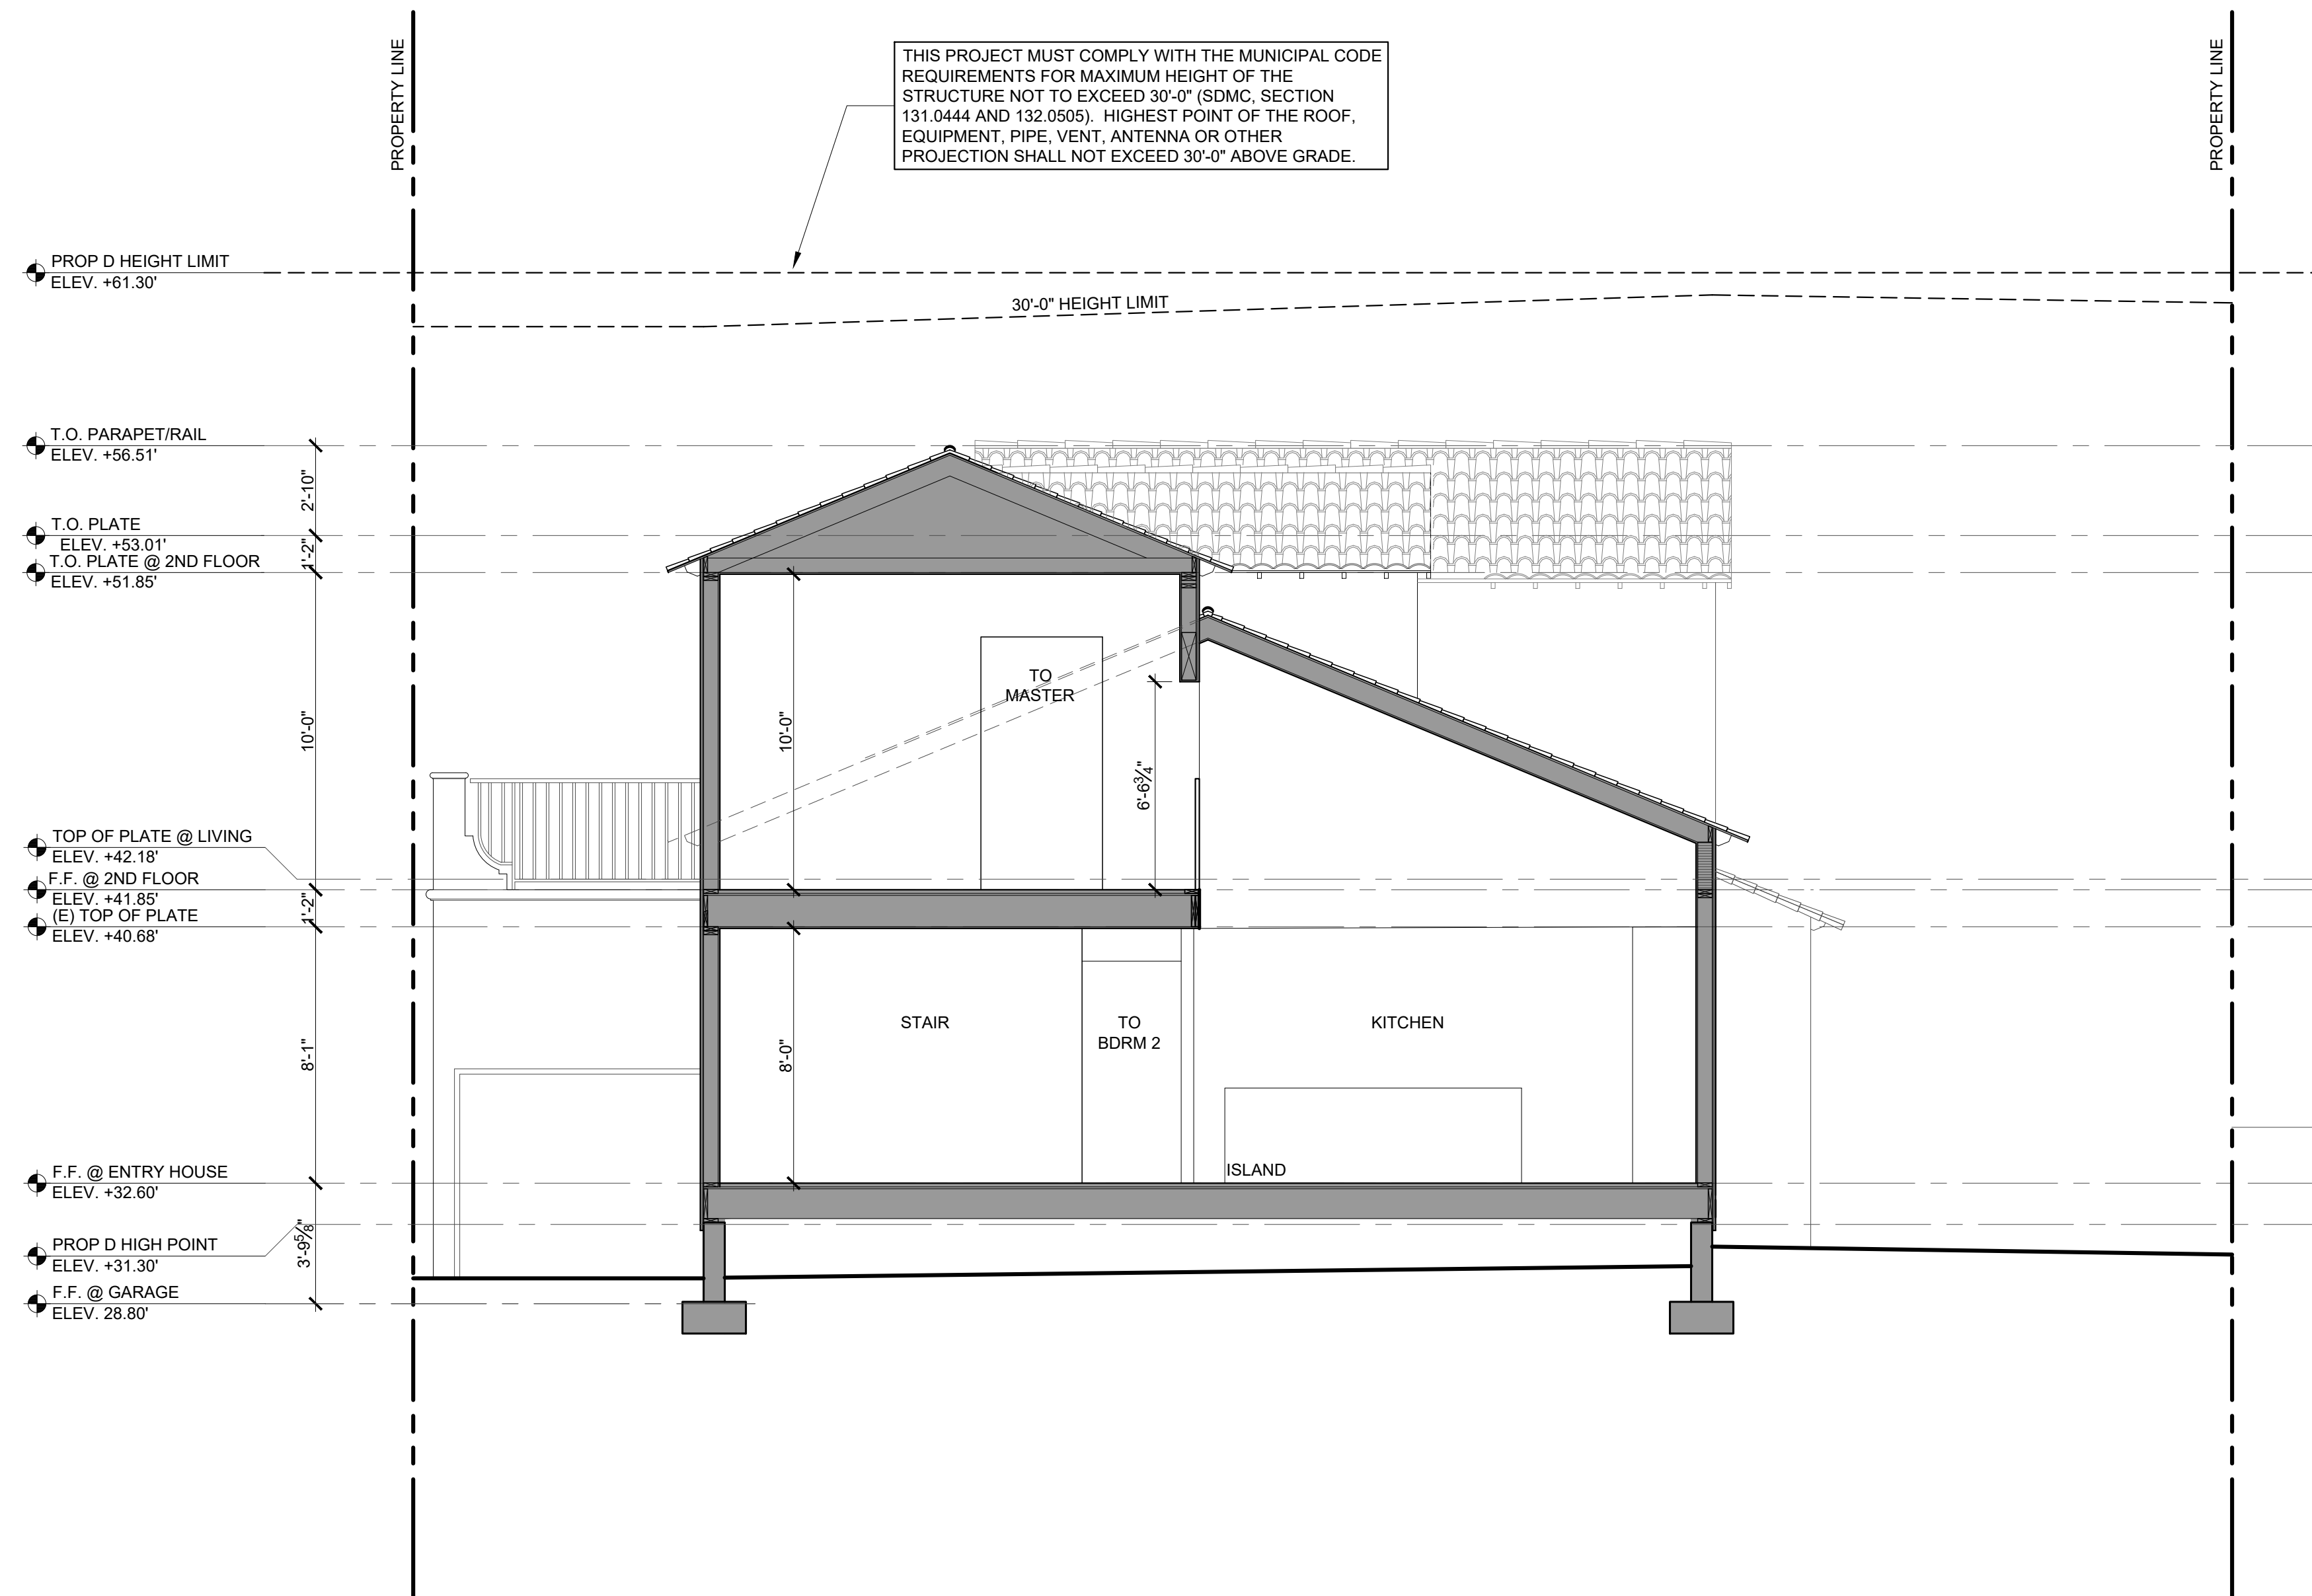 PROPERTY LINE
THIS PROJECT MUST COMPLY WITH THE MUNICIPAL CODE
REQUIREMENTS FOR MAXIMUM HEIGHT OF THE
STRUCTURE NOT TO EXCEED 30'-0" (SDMC, SECTION
131.0444 AND 132.0505).  HIGHEST POINT OF THE ROOF,
EQUIPMENT, PIPE, VENT, ANTENNA OR OTHER
PROJECTION SHALL NOT EXCEED 30'-0" ABOVE GRADE.
PROPERTY LINE
PROP D HEIGHT LIMIT
ELEV. +61.30'
30'-0" HEIGHT LIMIT
T.O. PARAPET/RAIL
ELEV. +56.51'
2'-10"
T.O. PLATE
ELEV. +53.01'
1'-2"
T.O. PLATE @ 2ND FLOOR
ELEV. +51.85'
10'-0"
10'-0"
TO
MASTER
6'-6¾"
TOP OF PLATE @ LIVING
ELEV. +42.18'
F.F. @ 2ND FLOOR
ELEV. +41.85'
1'-2"
(E) TOP OF PLATE
ELEV. +40.68'
8'-1"
8'-0"
STAIR
TO
BDRM 2
KITCHEN
ISLAND
F.F. @ ENTRY HOUSE
ELEV. +32.60'
3'-9⅝"
PROP D HIGH POINT
ELEV. +31.30'
F.F. @ GARAGE
ELEV. 28.80'